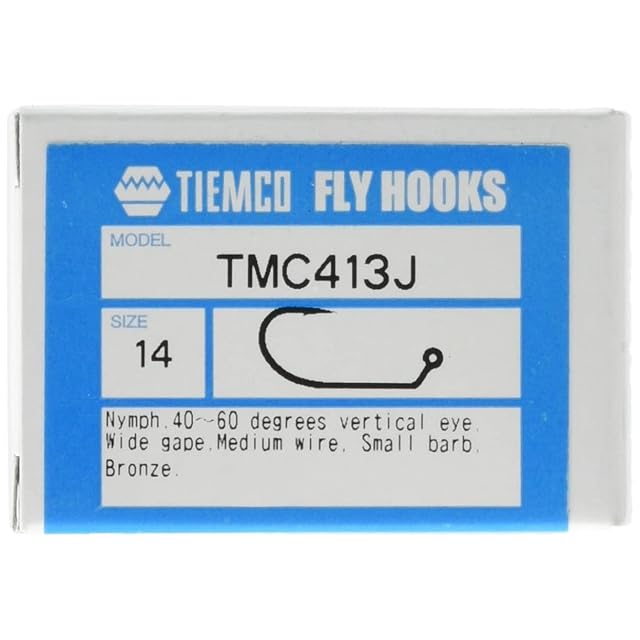 TIEMCO FLY HOOKS
MODEL
TMC413J
SIZE
14
Nymph, 40~60 degrees vertical eye,
Wide gape, Medium wire, Small barb,
Bronze.